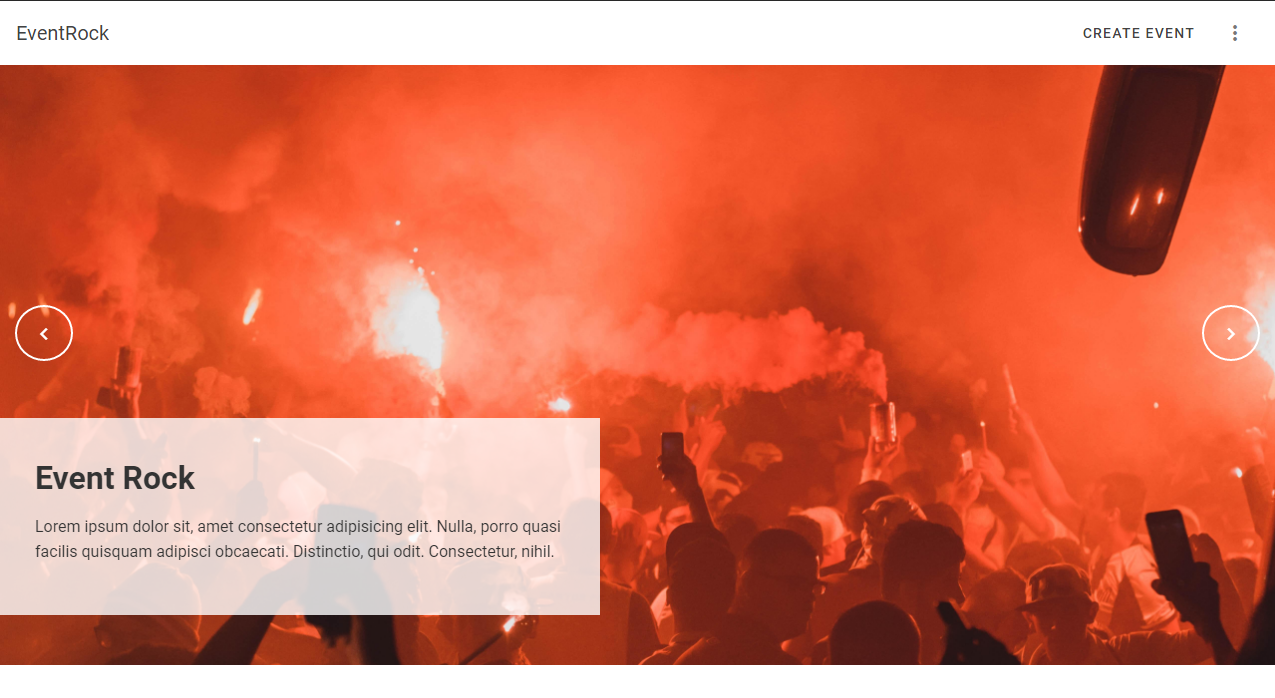 EventRock
CREATE EVENT
Event Rock
Lorem ipsum dolor sit, amet consectetur adipisicing elit. Nulla, porro quasi
facilis quisquam adipisci obcaecati. Distinctio, qui odit. Consectetur, nihil.